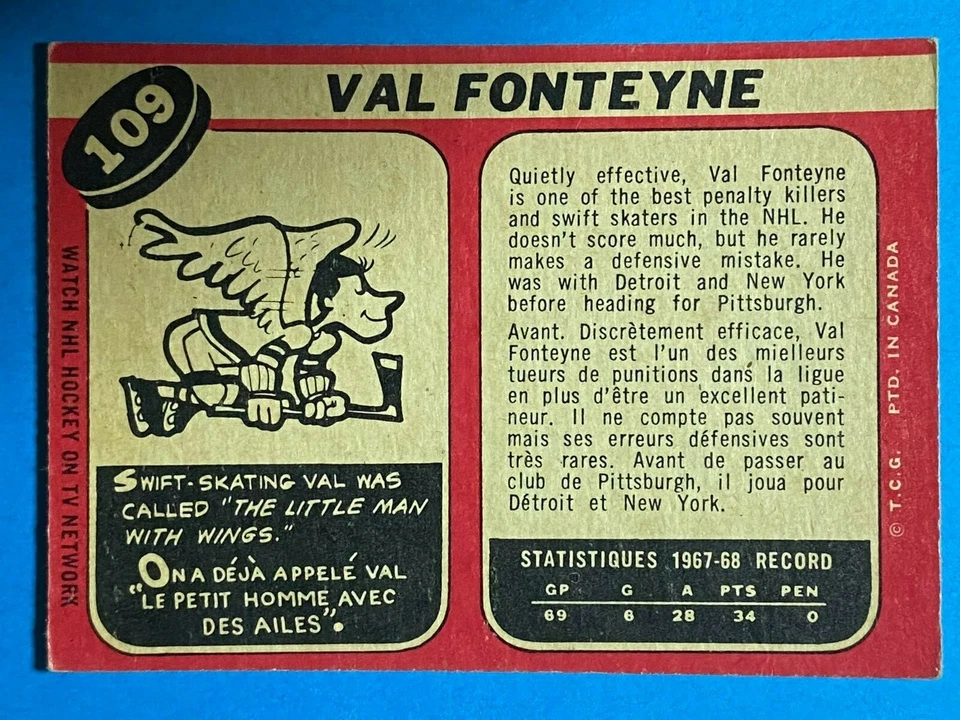 109
VAL FONTEYNE
WATCH NHL HOCKEY ON TV NETWORK
SWIFT-SKATING VAL WAS
CALLED "THE LITTLE MAN
WITH WINGS."
ON A DÉJÀ APPELÉ VAL
"LE PETIT HOMME AVEC
DES AILES".
Quietly effective, Val Fonteyne
is one of the best penalty killers
and swift skaters in the NHL. He
doesn't score much, but he rarely
makes a defensive mistake. He
was with Detroit and New York
before heading for Pittsburgh.
Avant. Discrètement efficace, Val
Fonteyne est l'un des mielleurs
tueurs de punitions dans la ligue
en plus d'être un excellent pati-
neur. Il ne compte pas souvent
mais ses erreurs défensives sont
très rares. Avant de passer au
club de Pittsburgh, il joua pour
Détroit et New York.
STATISTIQUES 1967-68 RECORD
GP G A PTS PEN
69 6 28 34 0
© T.C.G. PTD. IN CANADA